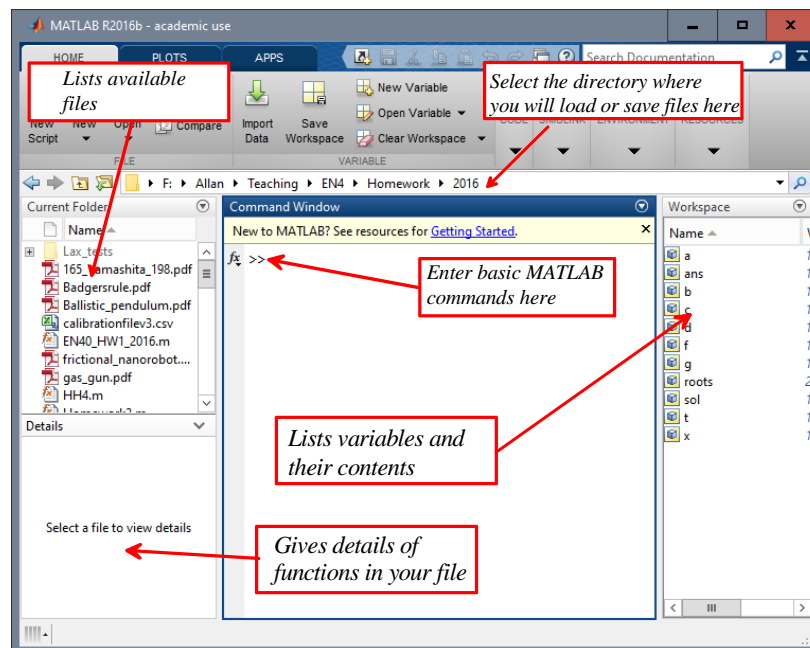 MATLAB R2016b - academic use
HOME PLOTS APPS Search Documentation
Lists available
files
Select the directory where
you will load or save files here
New Script
New
Open
Compare
Import Data
Save Workspace
New Variable
Open Variable
Clear Workspace
CODE SIMULINK ENVIRONMENT RESOURCES
FILE VARIABLE
F: Allan Teaching EN4 Homework 2016
Current Folder
Name
Lax_tests
Badgersrule.pdf
Ballistic_pendulum.pdf
calibrationfilev3.csv
EN40_HW1_2016.m
frictional_nanorobot....
gas_gun.pdf
HH4.m
Details
Select a file to view details
Command Window
New to MATLAB? See resources for Getting Started.
fx >>
Enter basic MATLAB
commands here
Lists variables and
their contents
Gives details of
functions in your file
Workspace
Name
a
ans
b
c
d
f
g
roots
sol
t
x